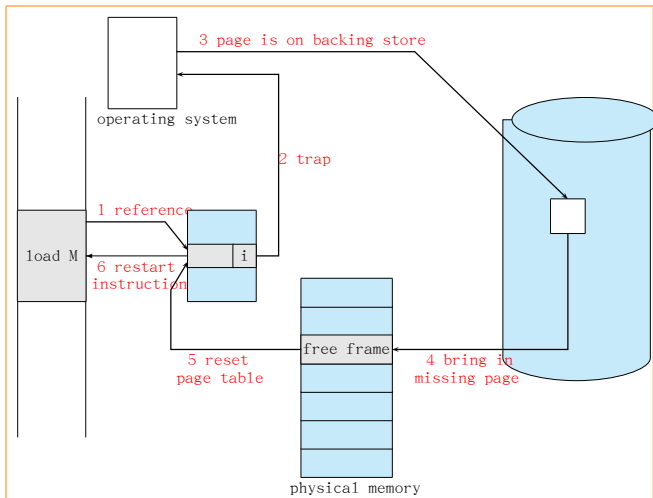 3 page is on backing store
operating system
2 trap
1 reference
load M
i
6 restart
instruction
free frame
5 reset
page table
4 bring in
missing page
physical memory